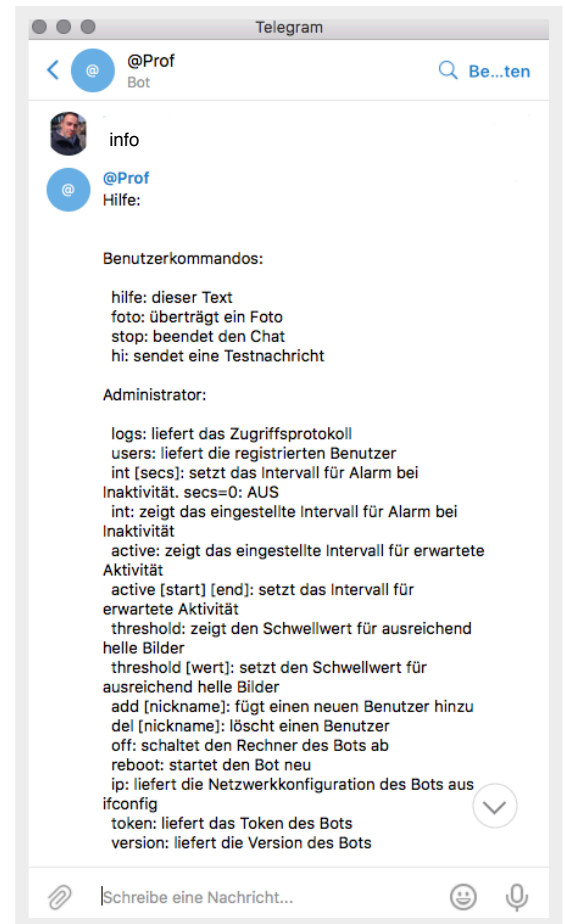 Telegram
@
@Prof
Bot
Be...ten
info
@
@Prof
Hilfe:
Benutzerkommandos:
hilfe: dieser Text
foto: überträgt ein Foto
stop: beendet den Chat
hi: sendet eine Testnachricht
Administrator:
logs: liefert das Zugriffsprotokoll
users: liefert die registrierten Benutzer
int [secs]: setzt das Intervall für Alarm bei
Inaktivität. secs=0: AUS
int: zeigt das eingestellte Intervall für Alarm bei
Inaktivität
active: zeigt das eingestellte Intervall für erwartete
Aktivität
active [start] [end]: setzt das Intervall für
erwartete Aktivität
threshold: zeigt den Schwellwert für ausreichend
helle Bilder
threshold [wert]: setzt den Schwellwert für
ausreichend helle Bilder
add [nickname]: fügt einen neuen Benutzer hinzu
del [nickname]: löscht einen Benutzer
off: schaltet den Rechner des Bots ab
reboot: startet den Bot neu
ip: liefert die Netzwerkkonfiguration des Bots aus
ifconfig
token: liefert das Token des Bots
version: liefert die Version des Bots
Schreibe eine Nachricht...